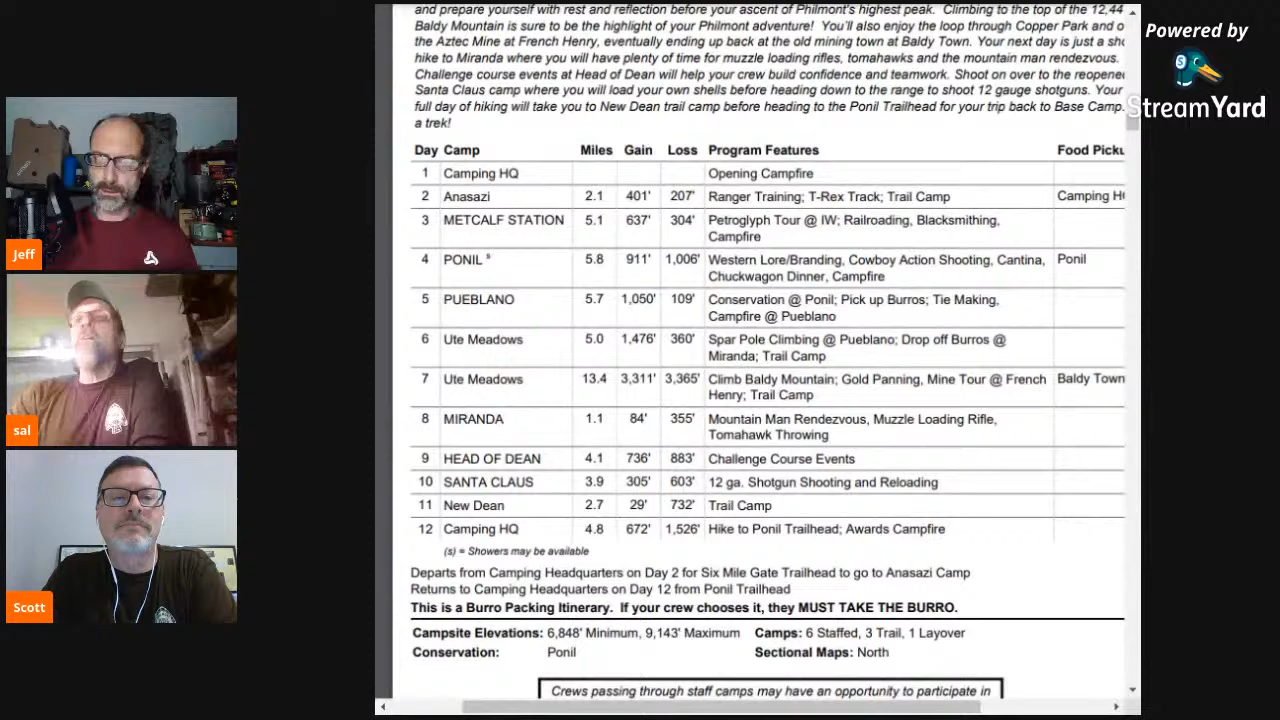 and prepare yourself with rest and reflection before your ascent of Philmont's highest peak. Climbing to the top of the 12,44
Baldy Mountain is sure to be the highlight of your Philmont adventure! You'll also enjoy the loop through Copper Park and o
the Aztec Mine at French Henry, eventually ending up back at the old mining town at Baldy Town. Your next day is just a sho
hike to Miranda where you will have plenty of time for muzzle loading rifles, tomahawks and the mountain man rendezvous.
Challenge course events at Head of Dean will help your crew build confidence and teamwork. Shoot on over to the reopene
Santa Claus camp where you will load your own shells before heading down to the range to shoot 12 gauge shotguns. Your
full day of hiking will take you to New Dean trail camp before heading to the Ponil Trailhead for your trip back to Base Camp.
a trek!
Day Camp Miles Gain Loss Program Features Food Picku
1 Camping HQ Opening Campfire
2 Anasazi 2.1 401' 207' Ranger Training; T-Rex Track; Trail Camp Camping H
3 METCALF STATION 5.1 637' 304' Petroglyph Tour @ IW; Railroading, Blacksmithing,
Campfire
4 PONIL s 5.8 911' 1,006' Western Lore/Branding, Cowboy Action Shooting, Cantina, Ponil
Chuckwagon Dinner, Campfire
5 PUEBLANO 5.7 1,050' 109' Conservation @ Ponil; Pick up Burros; Tie Making,
Campfire @ Pueblano
6 Ute Meadows 5.0 1,476' 360' Spar Pole Climbing @ Pueblano; Drop off Burros @
Miranda; Trail Camp
7 Ute Meadows 13.4 3,311' 3,365' Climb Baldy Mountain; Gold Panning, Mine Tour @ French Baldy Town
Henry; Trail Camp
8 MIRANDA 1.1 84' 355' Mountain Man Rendezvous, Muzzle Loading Rifle,
Tomahawk Throwing
9 HEAD OF DEAN 4.1 736' 883' Challenge Course Events
10 SANTA CLAUS 3.9 305' 603' 12 ga. Shotgun Shooting and Reloading
11 New Dean 2.7 29' 732' Trail Camp
12 Camping HQ 4.8 672' 1,526' Hike to Ponil Trailhead; Awards Campfire
(s) = Showers may be available
Departs from Camping Headquarters on Day 2 for Six Mile Gate Trailhead to go to Anasazi Camp
Returns to Camping Headquarters on Day 12 from Ponil Trailhead
This is a Burro Packing Itinerary. If your crew chooses it, they MUST TAKE THE BURRO.
Campsite Elevations: 6,848' Minimum, 9,143' Maximum Camps: 6 Staffed, 3 Trail, 1 Layover
Conservation: Ponil Sectional Maps: North
Crews passing through staff camps may have an opportunity to participate in
Jeff
sal
Scott
Powered by
StreamYard